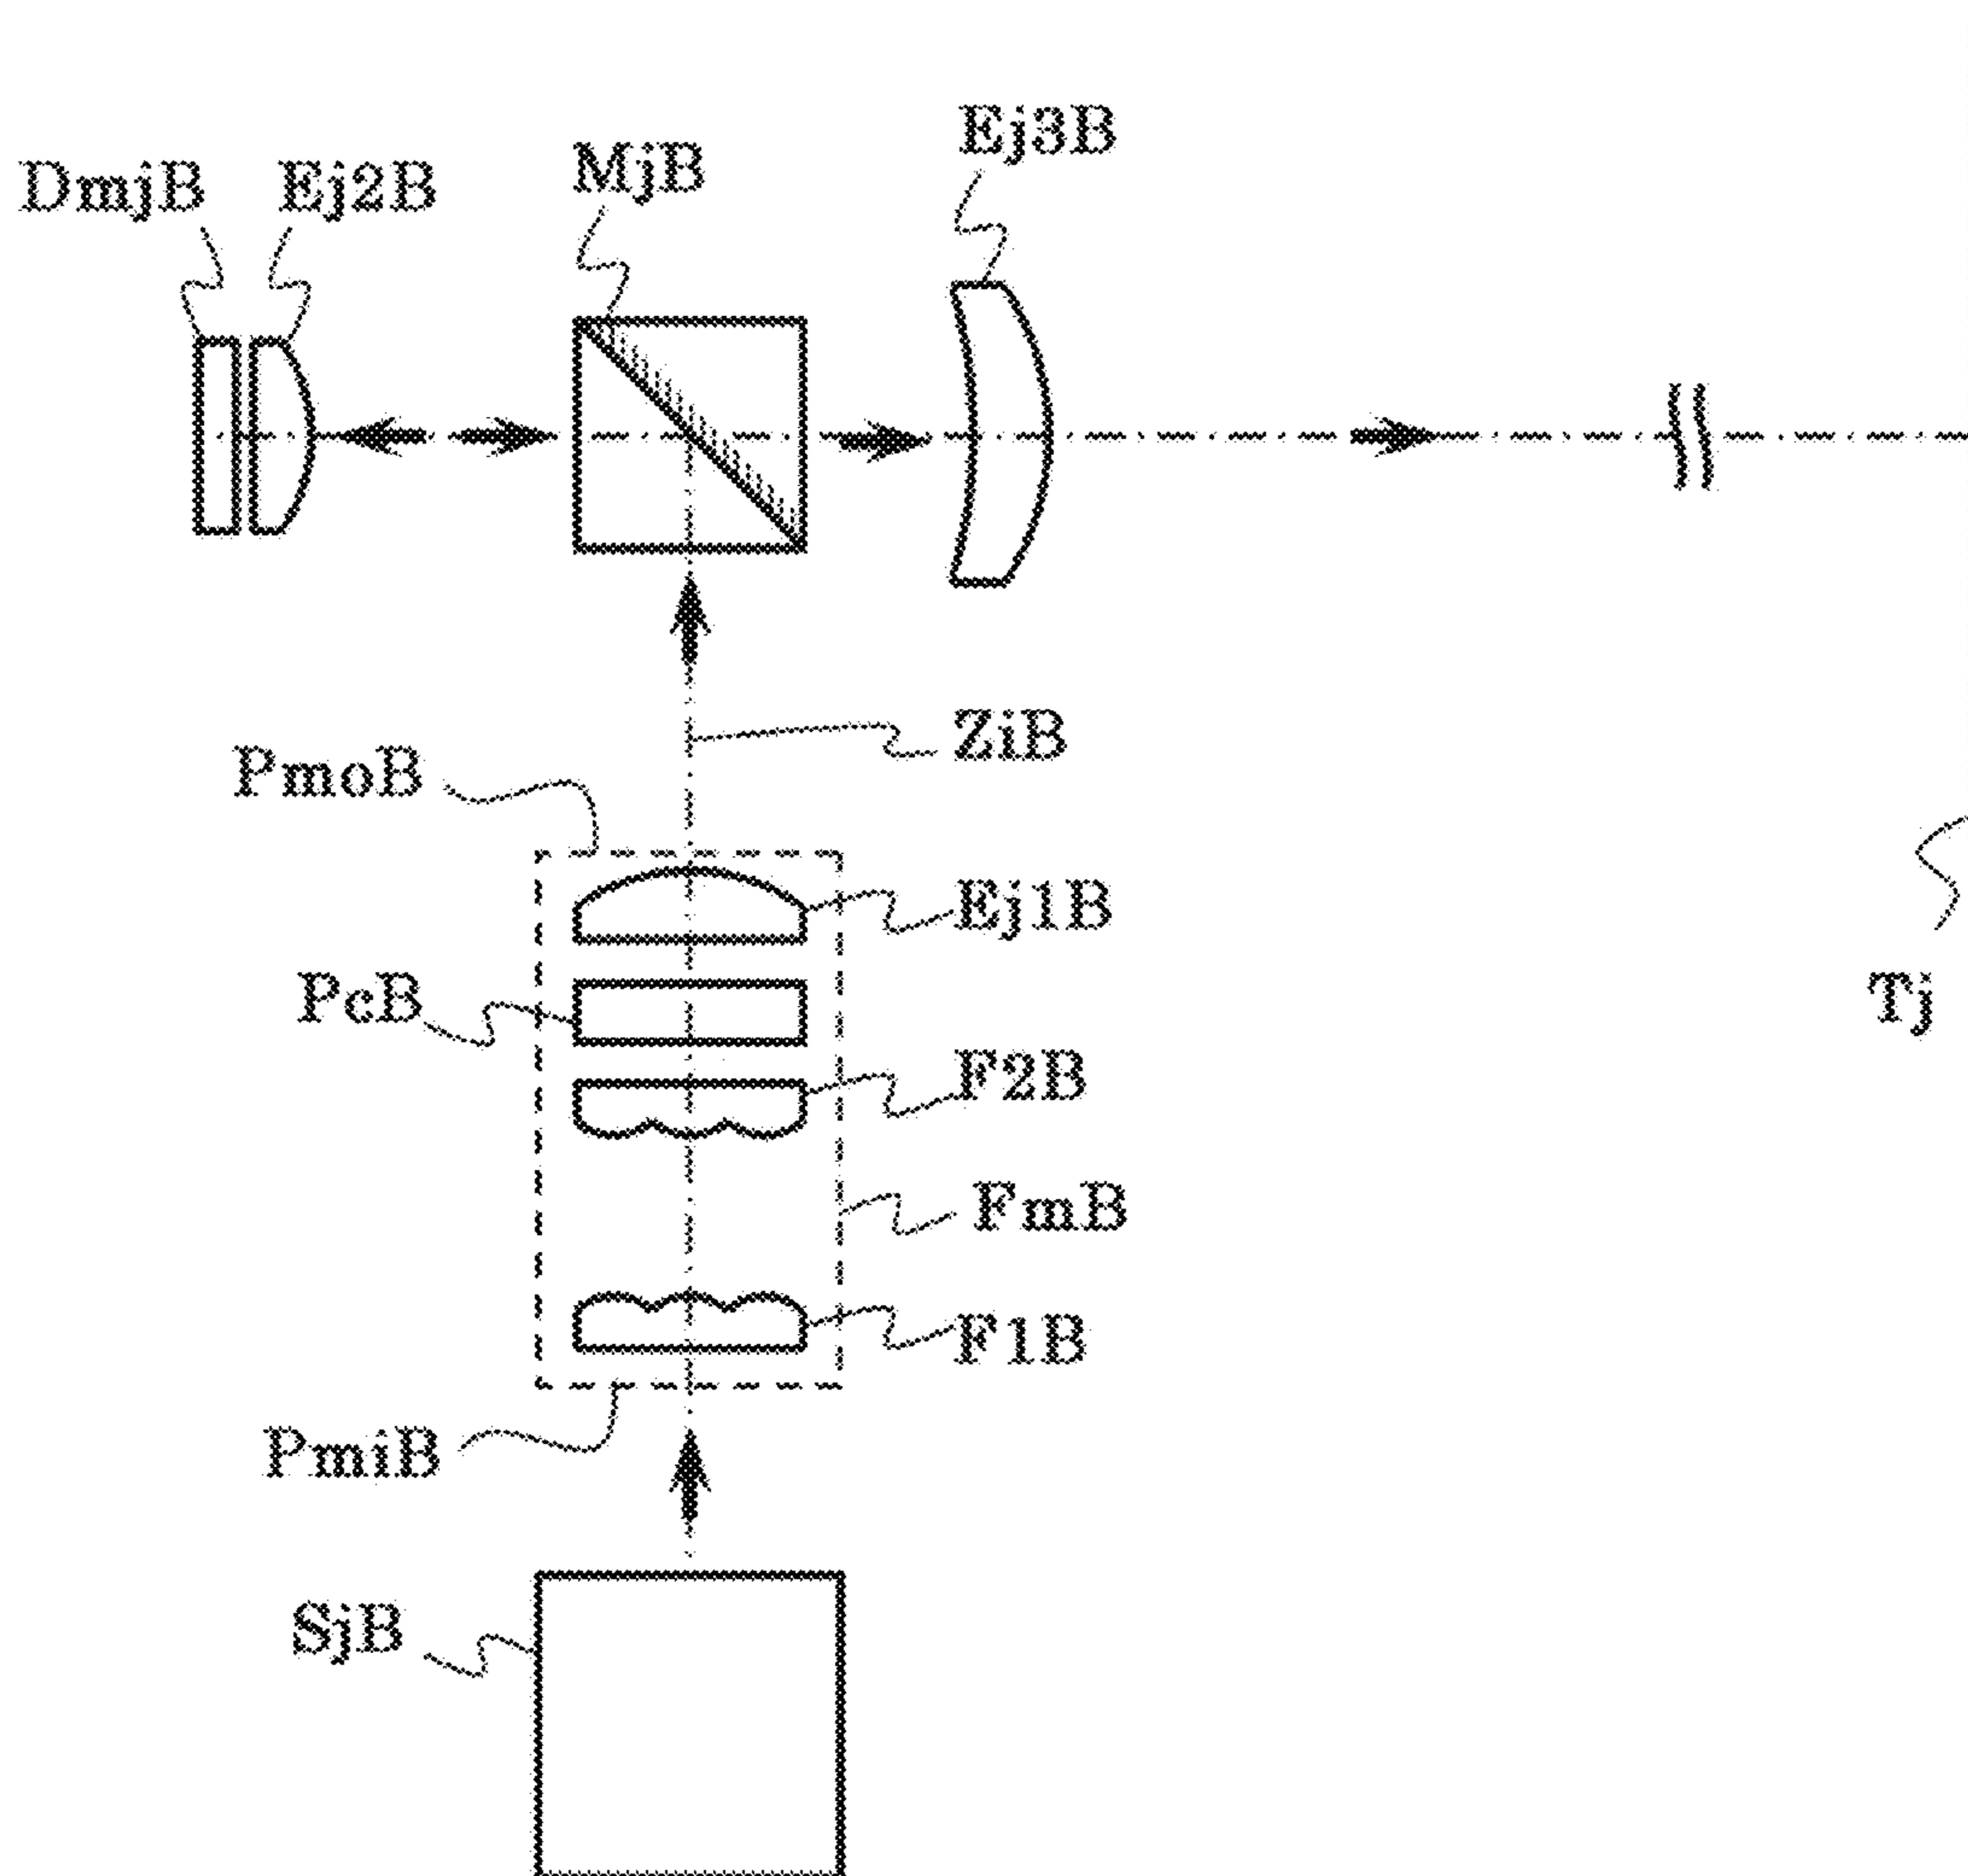 Ej3B
MjB
DmjB Ej2B
ZiB
PmoB
Ej1B
PcB
Tj
F2B
FmB
F1B
PmiB
SjB